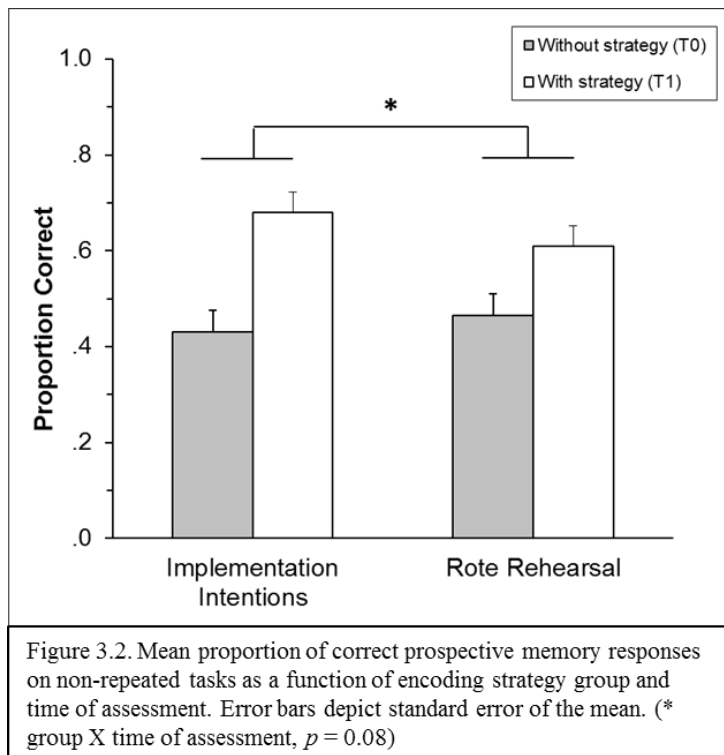 Without strategy (T0)
With strategy (T1)
*
1.0
.8
.6
.4
.2
.0
Proportion Correct
Implementation
Intentions
Rote Rehearsal
Figure 3.2. Mean proportion of correct prospective memory responses
on non-repeated tasks as a function of encoding strategy group and
time of assessment. Error bars depict standard error of the mean. (*
group X time of assessment, p = 0.08)